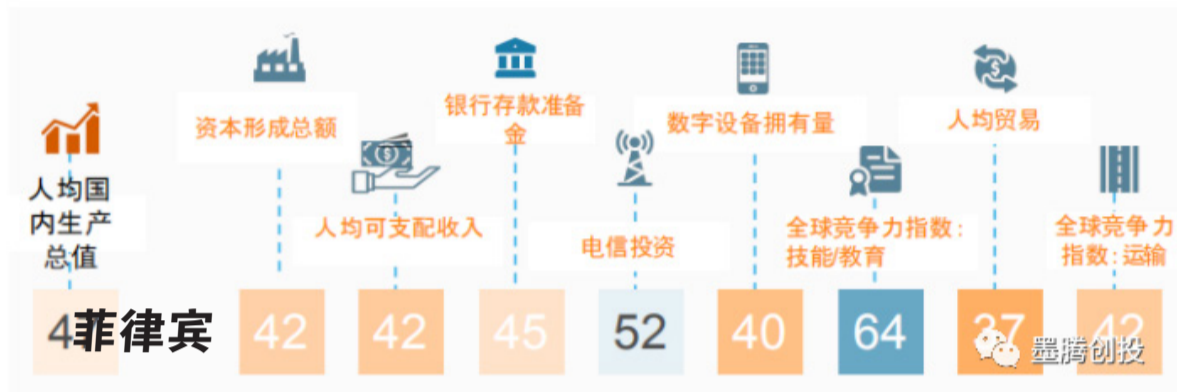 银行存款准备
金
资本形成总额
数字设备拥有量
人均贸易
人均国
内生产
总值
人均可支配收入
电信投资
全球竞争力指数：
技能/教育
全球竞争力
指数：运输
菲律宾
42
42
45
52
40
64
37
42
墨腾创投